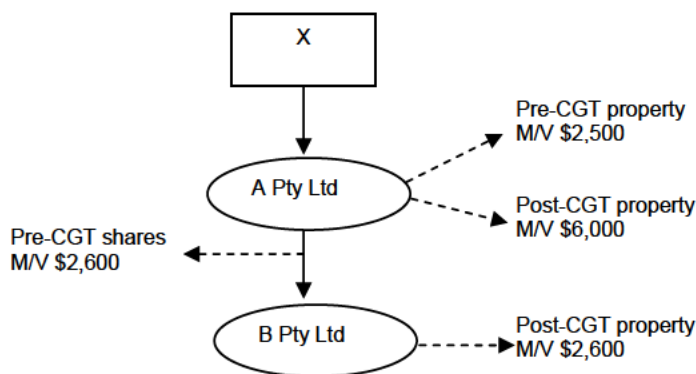 X
Pre-CGT property
M/V $2,500
A Pty Ltd
Post-CGT property
M/V $6,000
Pre-CGT shares
M/V $2,600
B Pty Ltd
Post-CGT property
M/V $2,600